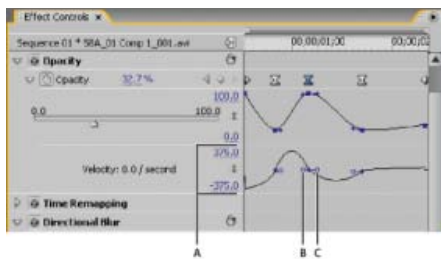 Effect Controls ×
Sequence 01 * 58A_01 Comp 1_001.avi
00;00;01;00 00;00;02
Opacity
Opacity 32.7 %
100.0
0.0 100.0
0.0
375.0
Velocity: 0.0 / second
-375.0
Time Remapping
Directional Blur
A B C